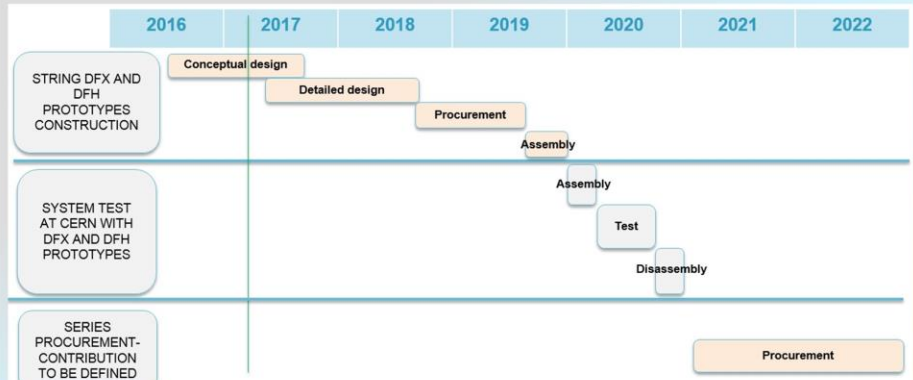 2016 2017 2018 2019 2020 2021 2022
STRING DFX AND
DFH
PROTOTYPES
CONSTRUCTION
Conceptual design
Detailed design
Procurement
Assembly
SYSTEM TEST
AT CERN WITH
DFX AND DFH
PROTOTYPES
Assembly
Test
Disassembly
SERIES
PROCUREMENT-
CONTRIBUTION
TO BE DEFINED
Procurement